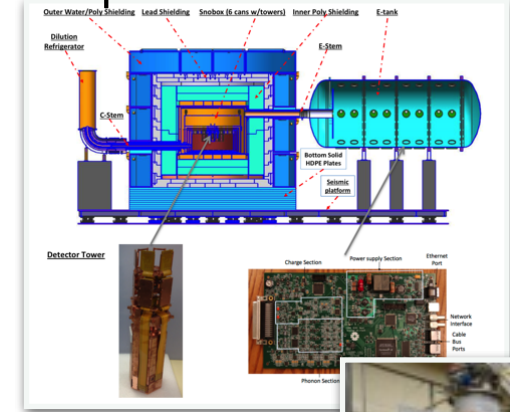 Outer Water/Poly Shielding
Lead Shielding
Snobox (6 cans w/towers)
Inner Poly Shielding
E-tank
Dilution
Refrigerator
E-Stem
C-Stem
Bottom Solid
HDPE Plates
Seismic
platform
Detector Tower
Charge Section
Power supply Section
Ethernet
Port
Network
Interface
Cable
Bus
Ports
Phonon Section